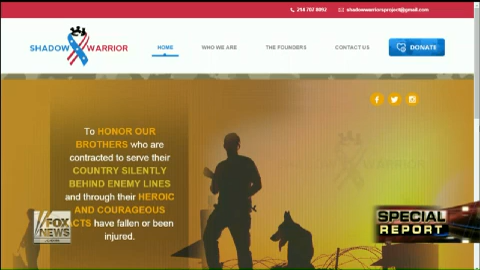 214 707 8092 shadowwarriorsproject@gmail.com
SHADOW WARRIOR
HOME WHO WE ARE THE FOUNDERS CONTACT US DONATE
To HONOR OUR
BROTHERS who are
contracted to serve their
COUNTRY SILENTLY
BEHIND ENEMY LINES
and through their HEROIC
AND COURAGEOUS
ACTS have fallen or been
injured.
FOX
NEWS
SPECIAL
REPORT